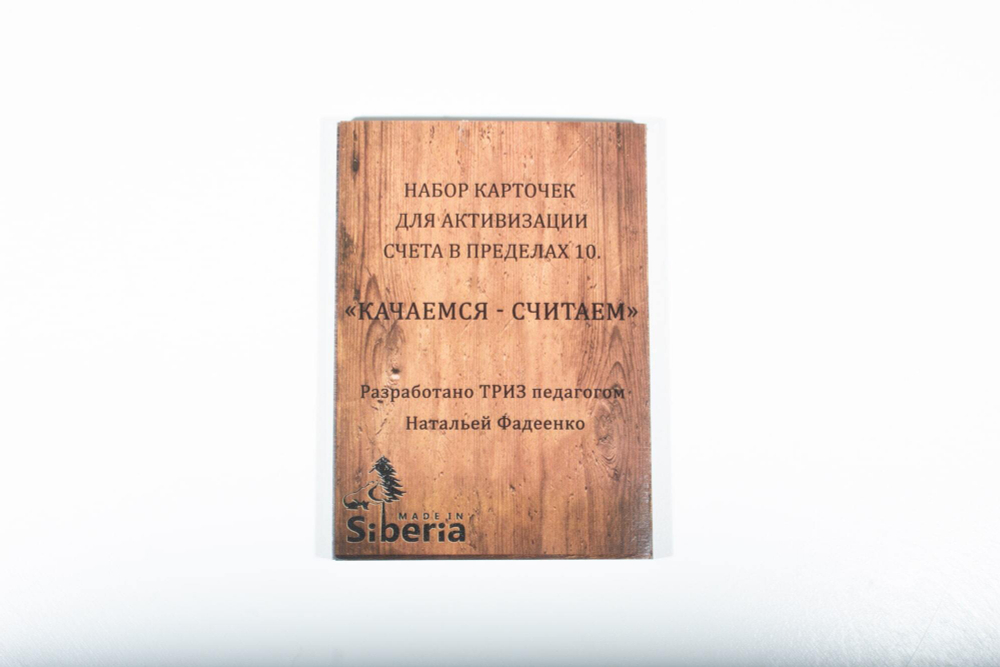 НАБОР КАРТОЧЕК
ДЛЯ АКТИВИЗАЦИИ
СЧЕТА В ПРЕДЕЛАХ 10.
«КАЧАЕМСЯ - СЧИТАЕМ»
Разработано ТРИЗ педагогом
Натальей Фадеенко
MADE IN
Siberia